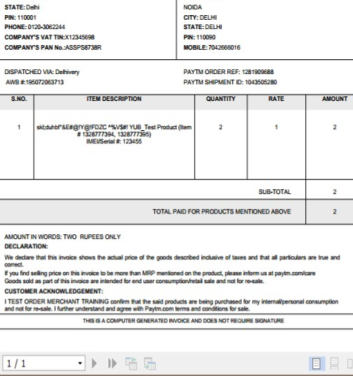 STATE: Delhi
PIN: 110001
PHONE: 0120-3062244
COMPANY'S VAT TIN:X12345698
COMPANY'S PAN No.:ASSPS8738R
NOIDA
CITY: DELHI
STATE: DELHI
PIN: 110090
MOBILE:7042666016
DISPATCHED VIA: Delhivery
AWB #:195072063713
PAYTM ORDER REF: 1281909688
PAYTM SHIPMENT ID: 1043505280
S.NO. ITEM DESCRIPTION QUANTITY RATE AMOUNT
1 YUB_Test Product (Item 2 1 2
# 1328777394, 1328777395)
IMEI/Serial #: 123455
SUB-TOTAL 2
TOTAL PAID FOR PRODUCTS MENTIONED ABOVE 2
AMOUNT IN WORDS: TWO RUPEES ONLY
DECLARATION:
We declare that this invoice shows the actual price of the goods described inclusive of taxes and that all particulars are true and
correct.
If you find selling price on this invoice to be more than MRP mentioned on the product, please inform us at paytm.com/care
Goods sold as part of this invoice are intended for end user consumption/retail sale and not for re-sale.
CUSTOMER ACKNOWLEDGEMENT:
I TEST ORDER MERCHANT TRAINING confirm that the said products are being purchased for my internal/personal consumption
and not for re-sale. I further understand and agree with Paytm.com terms and conditions for sale.
THIS IS A COMPUTER GENERATED INVOICE AND DOES NOT REQUIRE SIGNATURE
1 / 1